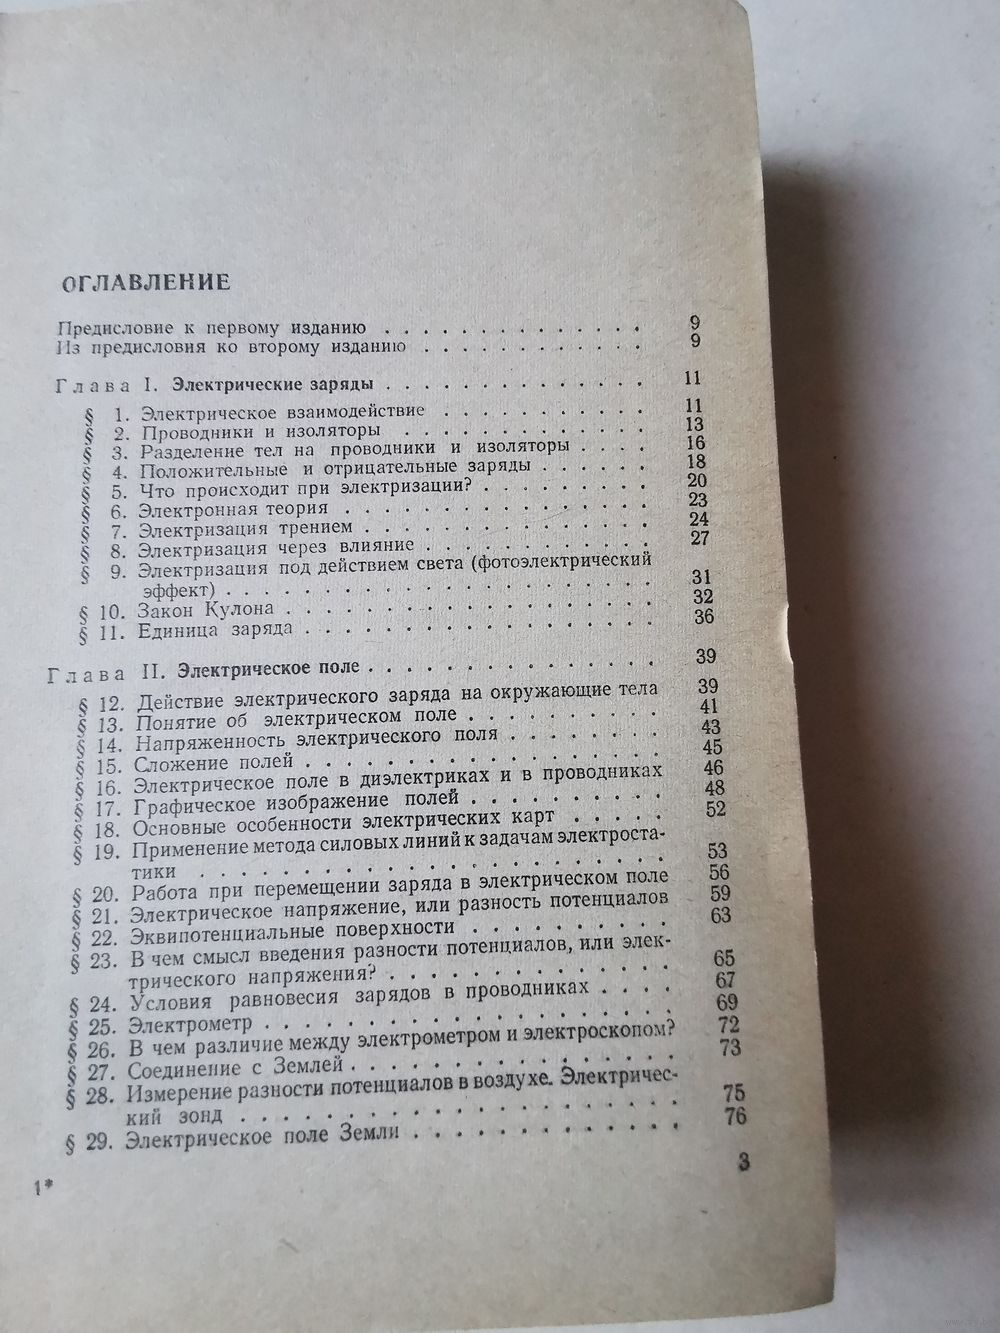 ОГЛАВЛЕНИЕ
Предисловие к первому изданию . . . . . . . . . . . . . . 9
Из предисловия ко второму изданию . . . . . . . . . . . . 9
Глава I. Электрические заряды . . . . . . . . . . . . . . 11
§ 1. Электрическое взаимодействие . . . . . . . . . . . 11
§ 2. Проводники и изоляторы . . . . . . . . . . . . . 13
§ 3. Разделение тел на проводники и изоляторы . . . . 16
§ 4. Положительные и отрицательные заряды . . . . . . 18
§ 5. Что происходит при электризации? . . . . . . . . . 20
§ 6. Электронная теория . . . . . . . . . . . . . . . . 23
§ 7. Электризация трением . . . . . . . . . . . . . . . 24
§ 8. Электризация через влияние . . . . . . . . . . . . 27
§ 9. Электризация под действием света (фотоэлектрический
эффект) . . . . . . . . . . . . . . . . . . . . . 31
§ 10. Закон Кулона . . . . . . . . . . . . . . . . . . 32
§ 11. Единица заряда . . . . . . . . . . . . . . . . . 36
Глава II. Электрическое поле . . . . . . . . . . . . . . . 39
§ 12. Действие электрического заряда на окружающие тела 39
§ 13. Понятие об электрическом поле . . . . . . . . . . 41
§ 14. Напряженность электрического поля . . . . . . . . 43
§ 15. Сложение полей . . . . . . . . . . . . . . . . . 45
§ 16. Электрическое поле в диэлектриках и в проводниках 46
§ 17. Графическое изображение полей . . . . . . . . . . 48
§ 18. Основные особенности электрических карт . . . . . 52
§ 19. Применение метода силовых линий к задачам электроста-
тики . . . . . . . . . . . . . . . . . . . . . . 53
§ 20. Работа при перемещении заряда в электрическом поле 56
§ 21. Электрическое напряжение, или разность потенциалов 59
§ 22. Эквипотенциальные поверхности . . . . . . . . . . 63
§ 23. В чем смысл введения разности потенциалов, или элек-
трического напряжения? . . . . . . . . . . . . . 65
§ 24. Условия равновесия зарядов в проводниках . . . . 67
§ 25. Электрометр . . . . . . . . . . . . . . . . . . . 69
§ 26. В чем различие между электрометром и электроскопом? 72
§ 27. Соединение с Землей . . . . . . . . . . . . . . . 73
§ 28. Измерение разности потенциалов в воздухе. Электричес-
кий зонд . . . . . . . . . . . . . . . . . . . . 75
§ 29. Электрическое поле Земли . . . . . . . . . . . . . 76
1*
3